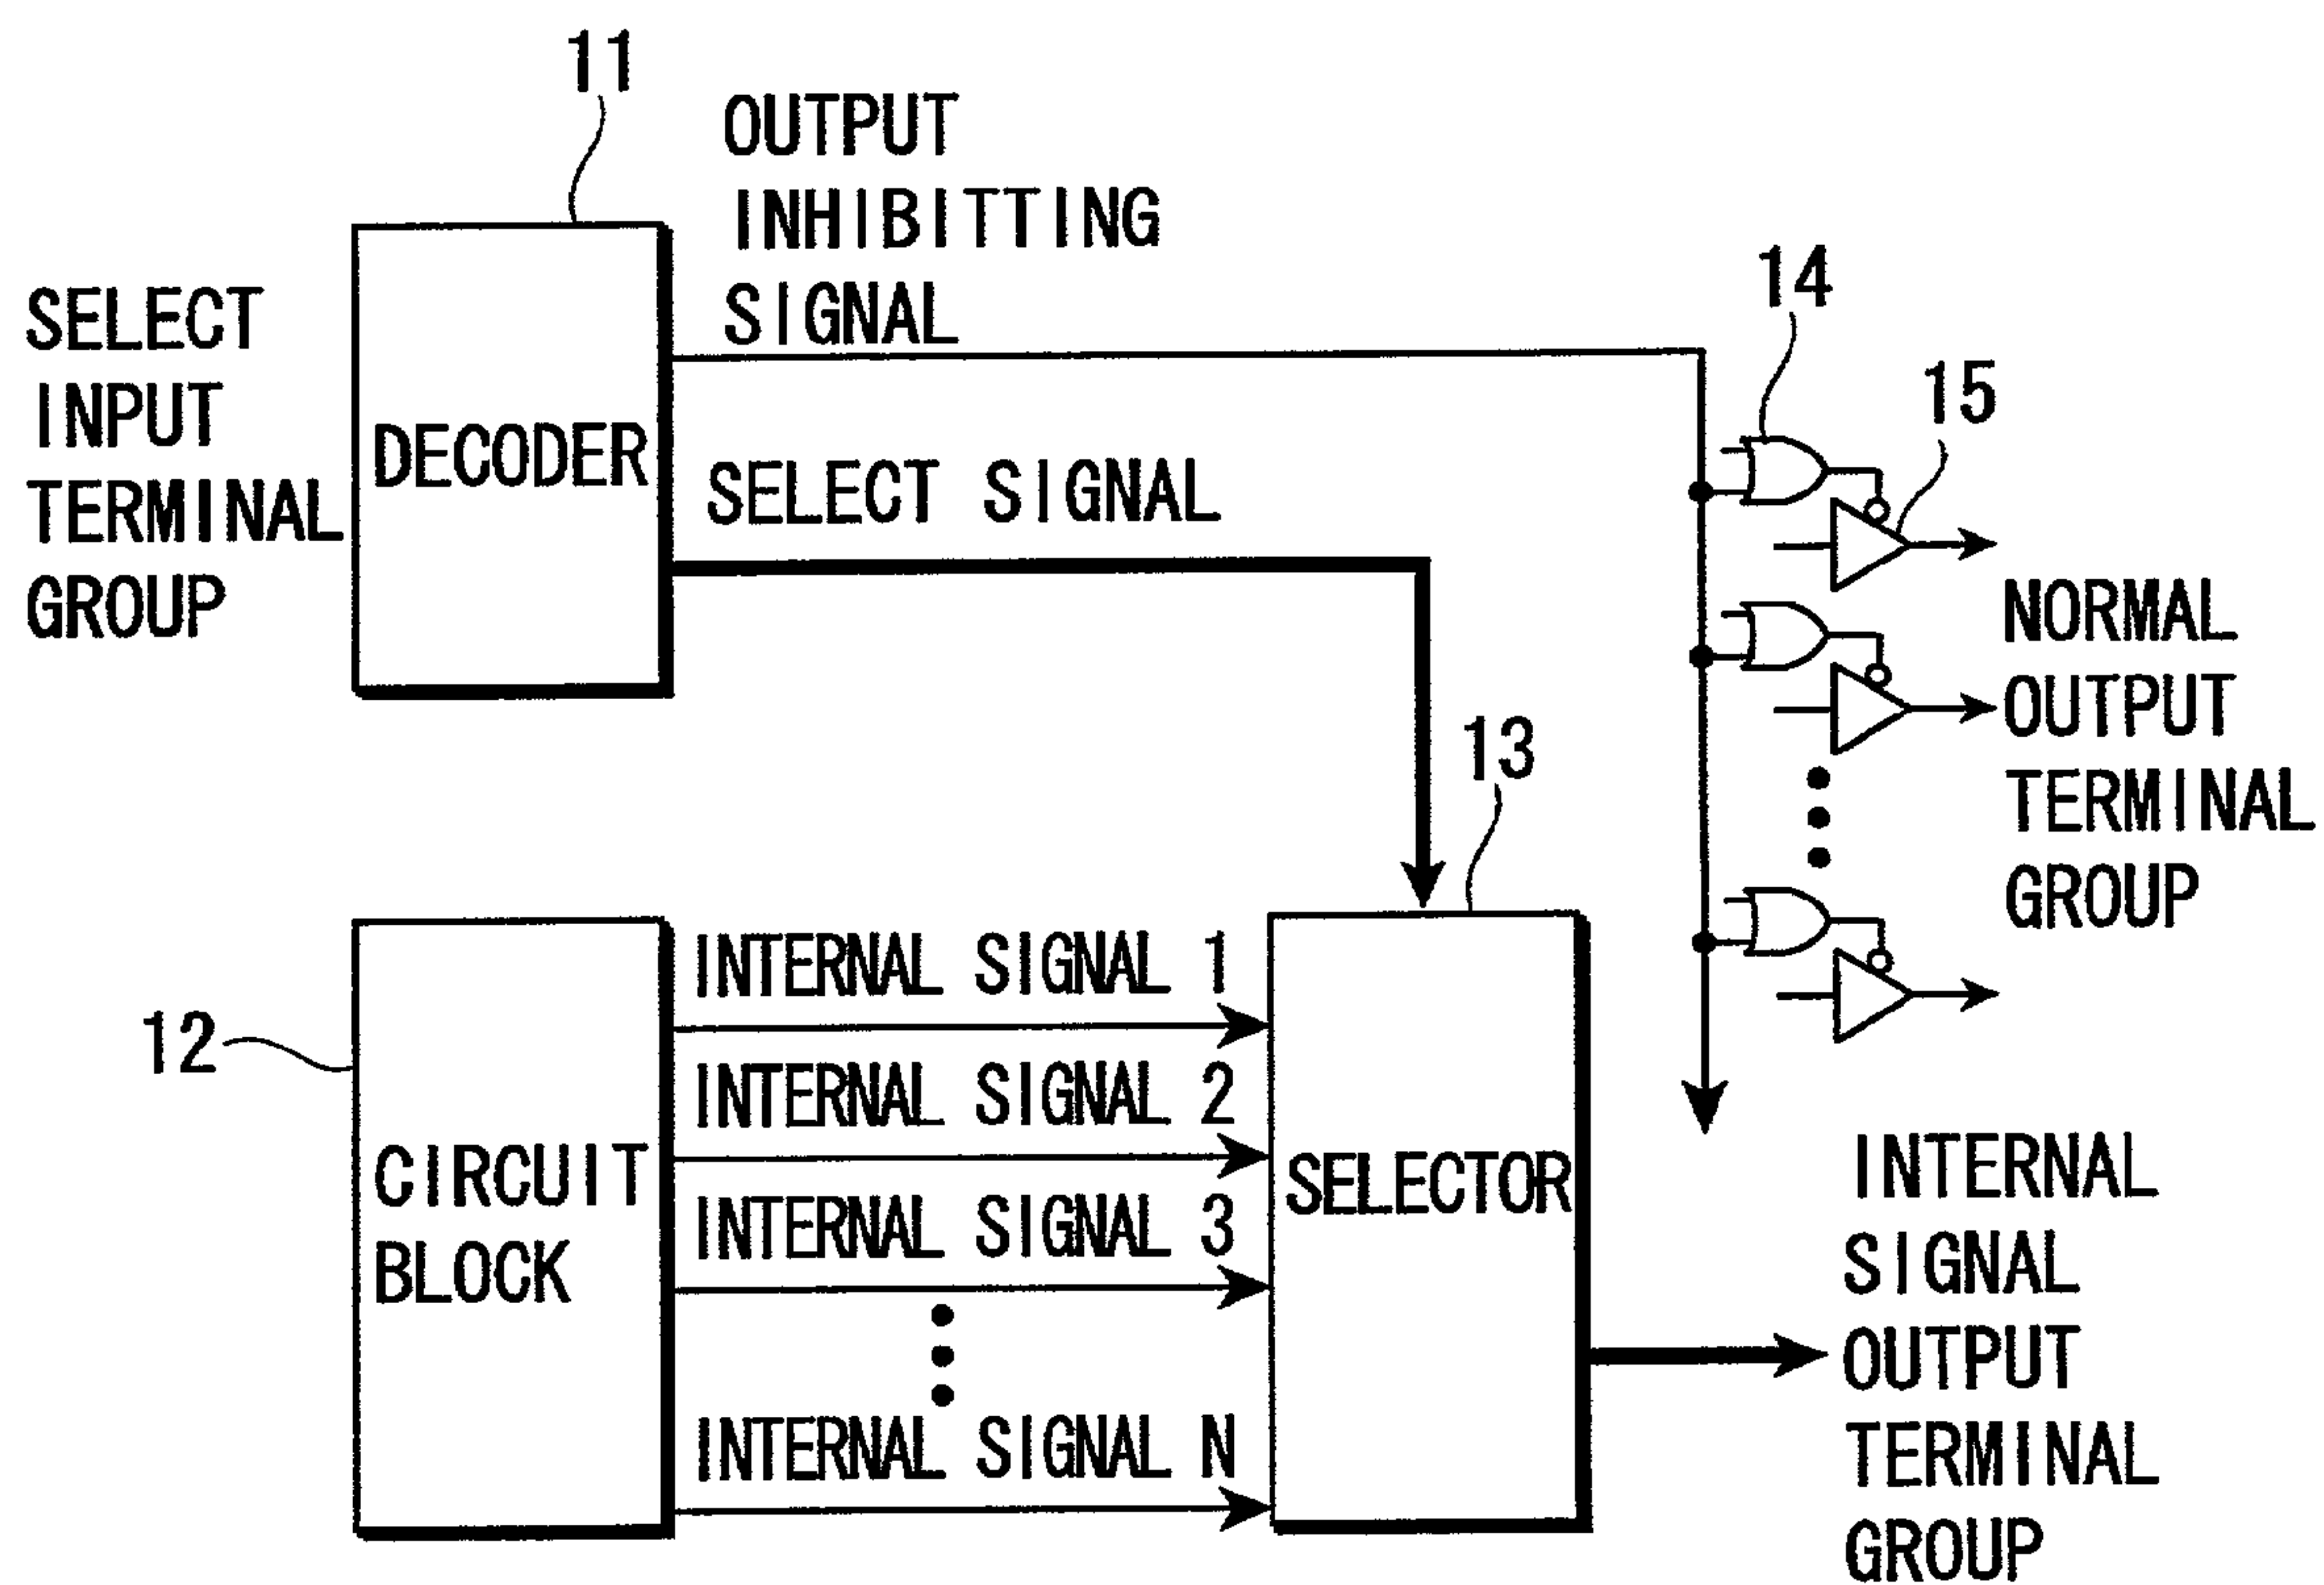 11
OUTPUT
INHIBITTING
SIGNAL
SELECT
INPUT
TERMINAL
GROUP
DECODER
SELECT SIGNAL
14
15
NORMAL
OUTPUT
TERMINAL
GROUP
13
12
CIRCUIT
BLOCK
INTERNAL SIGNAL 1
INTERNAL SIGNAL 2
INTERNAL SIGNAL 3
INTERNAL SIGNAL N
SELECTOR
INTERNAL
SIGNAL
OUTPUT
TERMINAL
GROUP